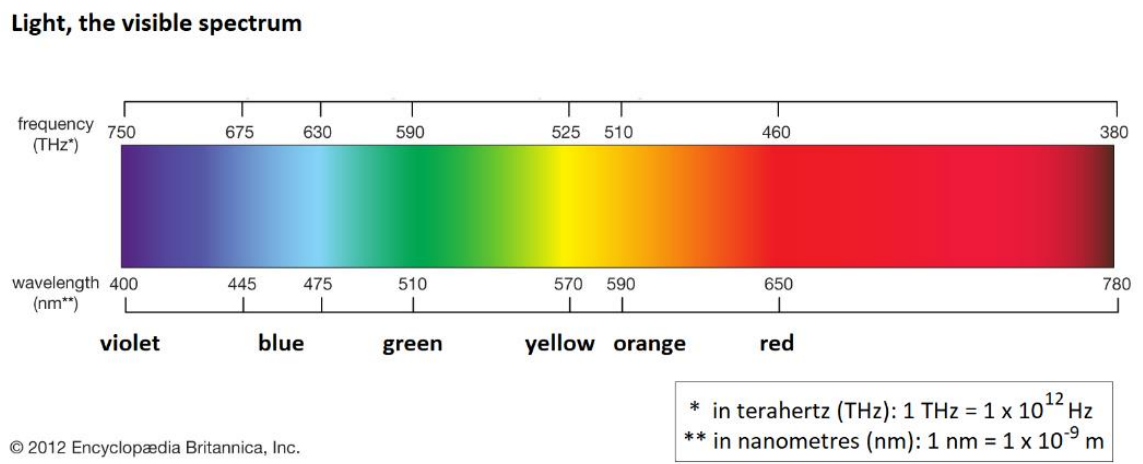 Light, the visible spectrum
frequency
(THz*)
750 675 630 590 525 510 460 380
wavelength 400 445 475 510 570 590 650 780
(nm**)
violet blue green yellow orange red
* in terahertz (THz): 1 THz = 1 x 10¹² Hz
** in nanometres (nm): 1 nm = 1 x 10⁻⁹ m
© 2012 Encyclopædia Britannica, Inc.